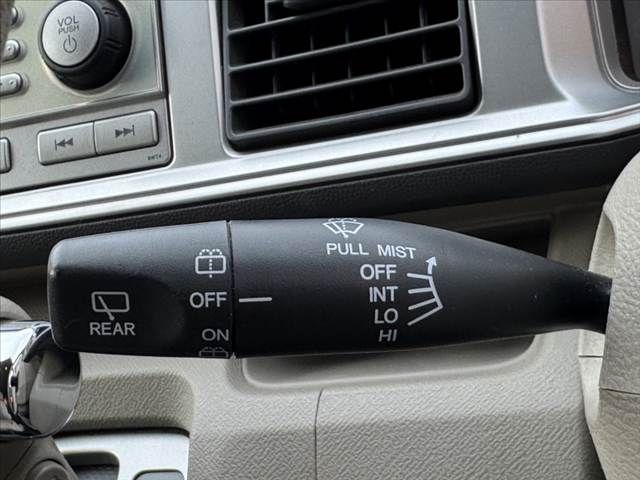 VOL
PUSH
PULL MIST
OFF
INT
LO
HI
OFF
ON
REAR